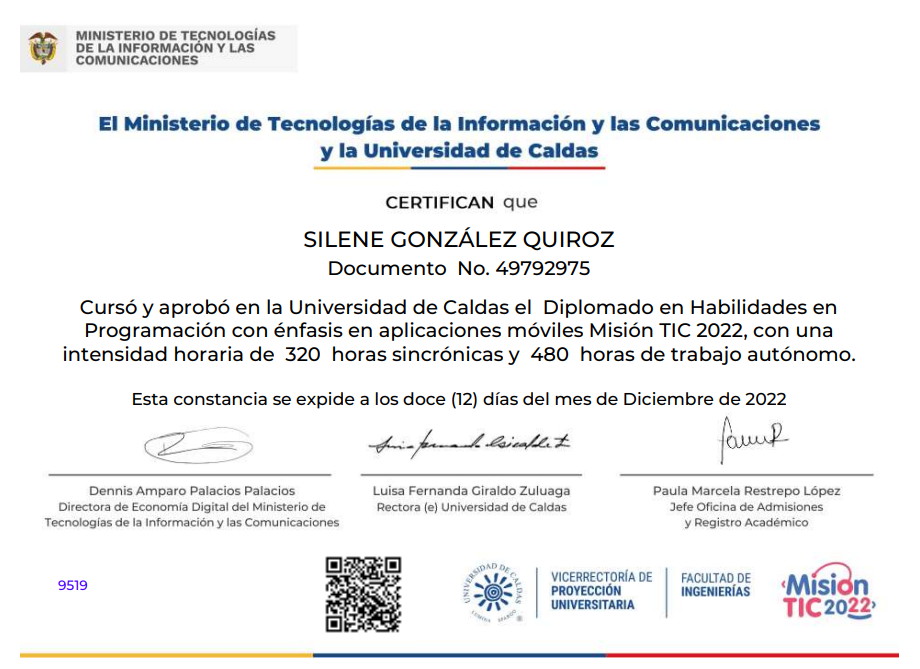 MINISTERIO DE TECNOLOGÍAS
DE LA INFORMACIÓN Y LAS
COMUNICACIONES
El Ministerio de Tecnologías de la Información y las Comunicaciones
y la Universidad de Caldas
CERTIFICAN que
SILENE GONZÁLEZ QUIROZ
Documento No. 49792975
Cursó y aprobó en la Universidad de Caldas el Diplomado en Habilidades en
Programación con énfasis en aplicaciones móviles Misión TIC 2022, con una
intensidad horaria de 320 horas sincrónicas y 480 horas de trabajo autónomo.
Esta constancia se expide a los doce (12) días del mes de Diciembre de 2022
Dennis Amparo Palacios Palacios
Directora de Economía Digital del Ministerio de
Tecnologías de la Información y las Comunicaciones
Luisa Fernanda Giraldo Zuluaga
Rectora (e) Universidad de Caldas
Paula Marcela Restrepo López
Jefe Oficina de Admisiones
y Registro Académico
9519
UNIVERSIDAD DE CALDAS
VICERRECTORÍA DE
PROYECCIÓN
UNIVERSITARIA
FACULTAD DE
INGENIERÍAS
Misión
TIC2022